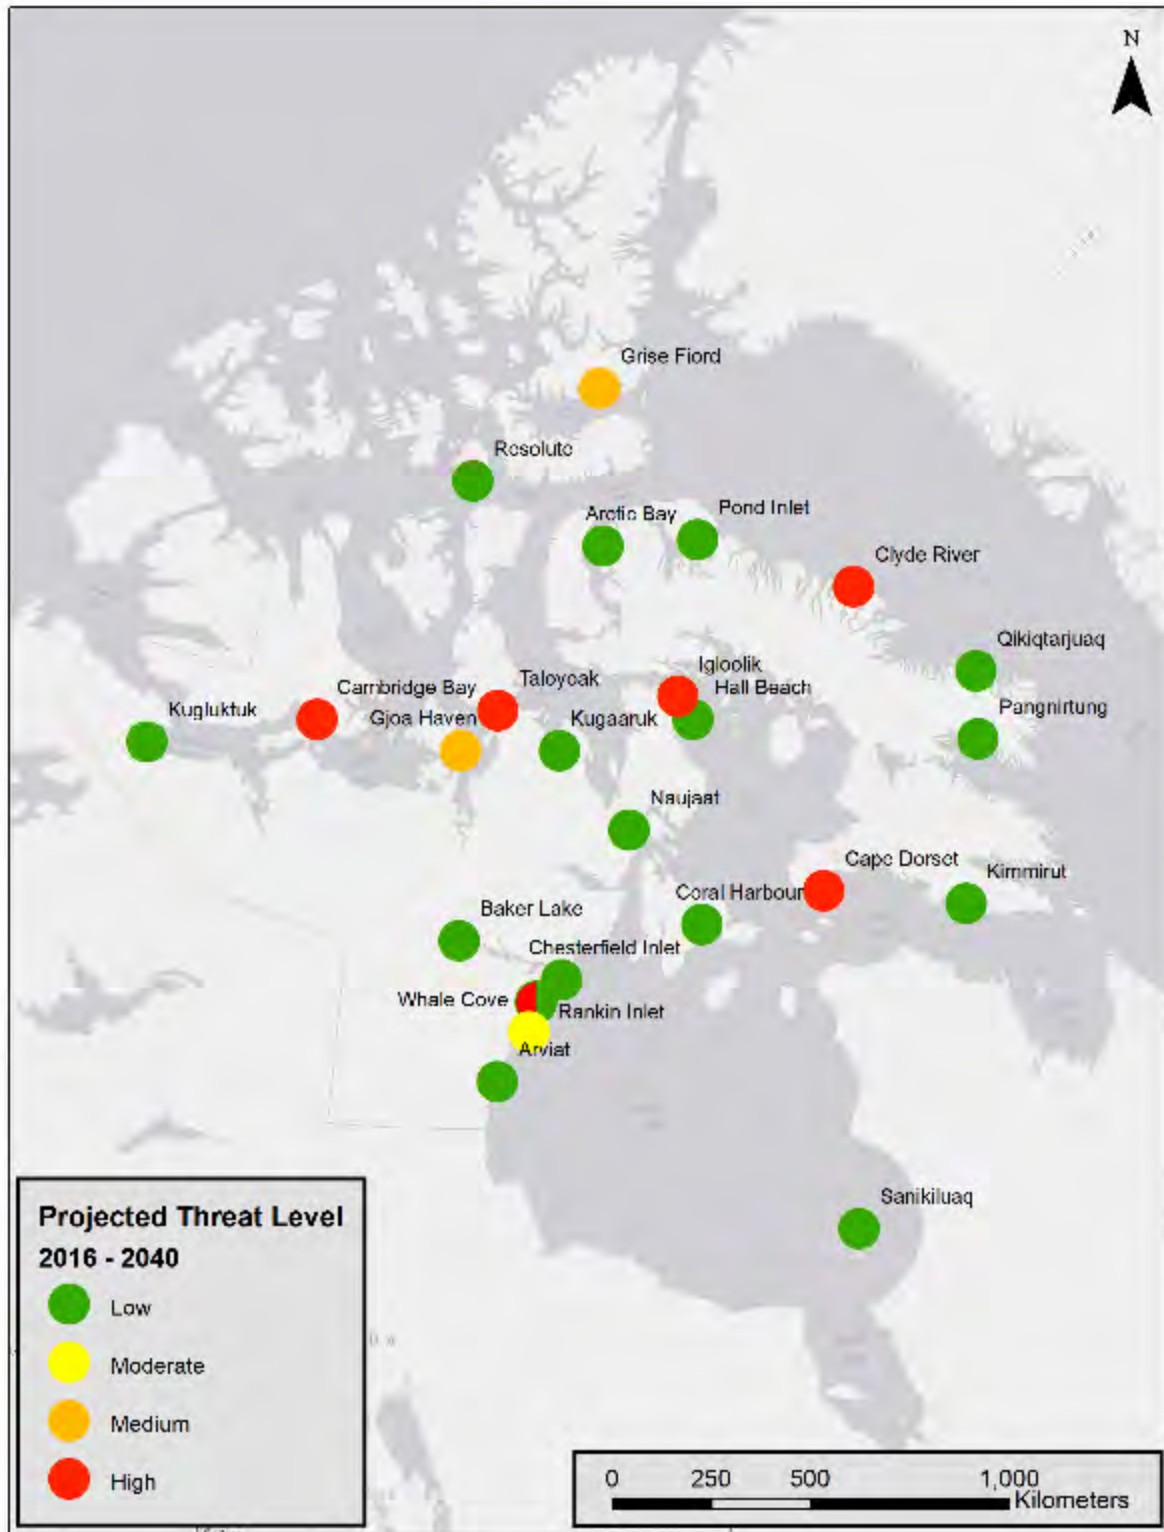 N
Grise Fiord
Resolute
Arctic Bay
Pond Inlet
Clyde River
Qikiqtarjuaq
Igloolik
Taloyoak
Hall Beach
Cambridge Bay
Pangnirtung
Kugluktuk
Gjoa Haven
Kugaaruk
Naujaat
Cape Dorset
Kimmirut
Coral Harbour
Baker Lake
Chesterfield Inlet
Whale Cove
Rankin Inlet
Arviat
Sanikiluaq
Projected Threat Level
2016 - 2040
Low
Moderate
Medium
High
0 250 500 1,000
Kilometers